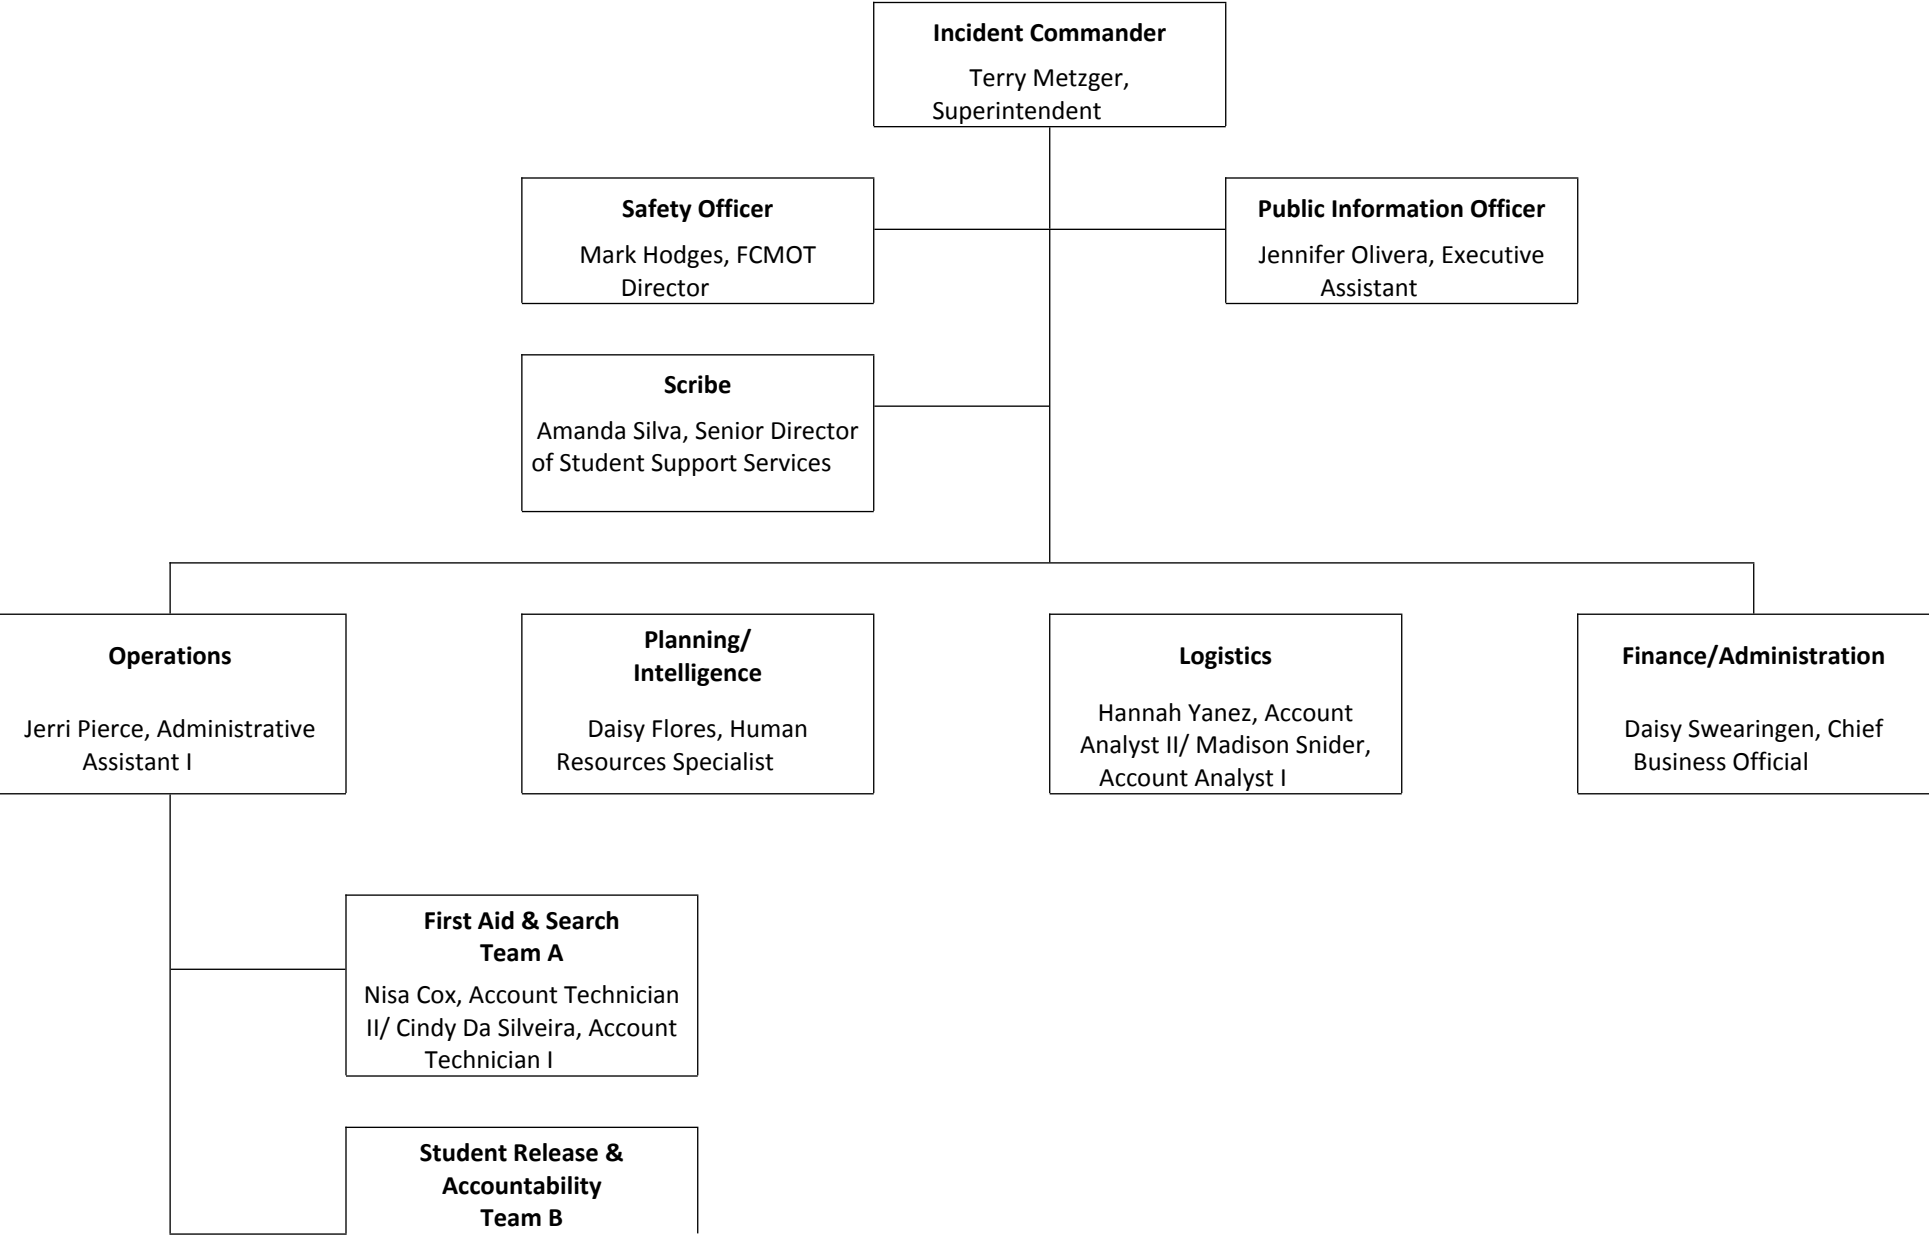 Incident Commander
Terry Metzger,
Superintendent
Safety Officer
Mark Hodges, FCMOT
Director
Public Information Officer
Jennifer Olivera, Executive
Assistant
Scribe
Amanda Silva, Senior Director
of Student Support Services
Operations
Jerri Pierce, Administrative
Assistant I
Planning/
Intelligence
Daisy Flores, Human
Resources Specialist
Logistics
Hannah Yanez, Account
Analyst II/ Madison Snider,
Account Analyst I
Finance/Administration
Daisy Swearingen, Chief
Business Official
First Aid & Search
Team A
Nisa Cox, Account Technician
II/ Cindy Da Silveira, Account
Technician I
Student Release &
Accountability
Team B